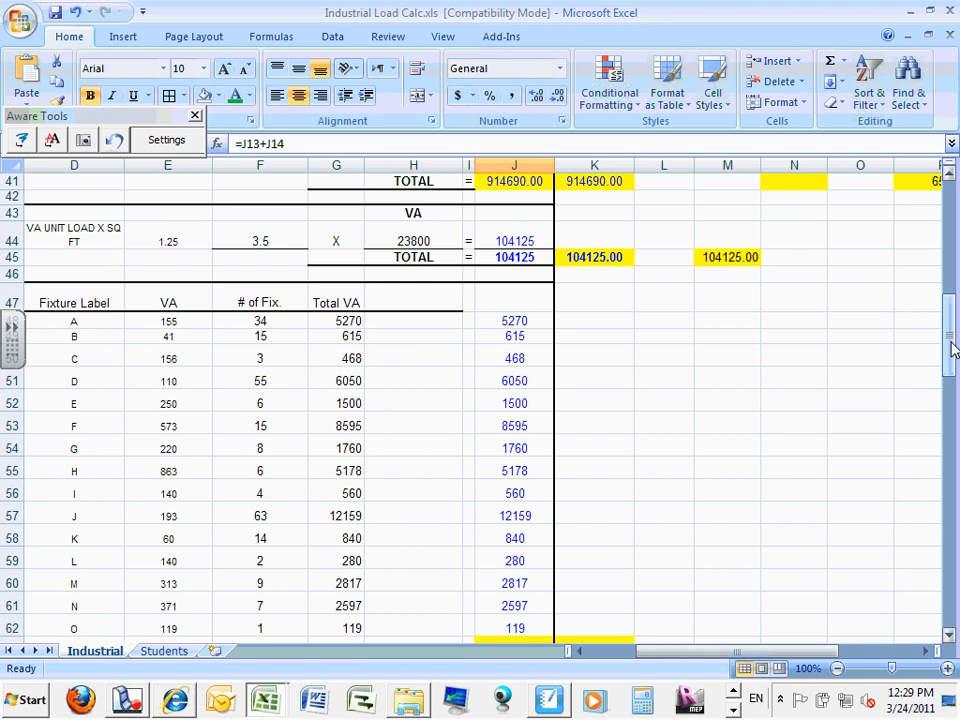 Industrial Load Calc.xls [Compatibility Mode] - Microsoft Excel
Home Insert Page Layout Formulas Data Review View Add-Ins
Paste Arial 10 General Conditional Formatting Format as Table Cell Styles Insert Delete Format Sort & Filter Find & Select
Alignment Number Styles Cells Editing
Aware Tools
Settings
fx =J13+J14
D E F G H I J K L M N O
41 TOTAL = 914690.00 914690.00 65
42
43 VA
44 VA UNIT LOAD X SQ FT 1.25 3.5 X 23800 = 104125
45 TOTAL = 104125 104125.00 104125.00
46
47 Fixture Label VA # of Fix. Total VA
A 155 34 5270 5270
B 41 15 615 615
C 156 3 468 468
51 D 110 55 6050 6050
52 E 250 6 1500 1500
53 F 573 15 8595 8595
54 G 220 8 1760 1760
55 H 863 6 5178 5178
56 I 140 4 560 560
57 J 193 63 12159 12159
58 K 60 14 840 840
59 L 140 2 280 280
60 M 313 9 2817 2817
61 N 371 7 2597 2597
62 O 119 1 119 119
Industrial Students
Ready 100%
Start MEP EN 12:29 PM
3/24/2011